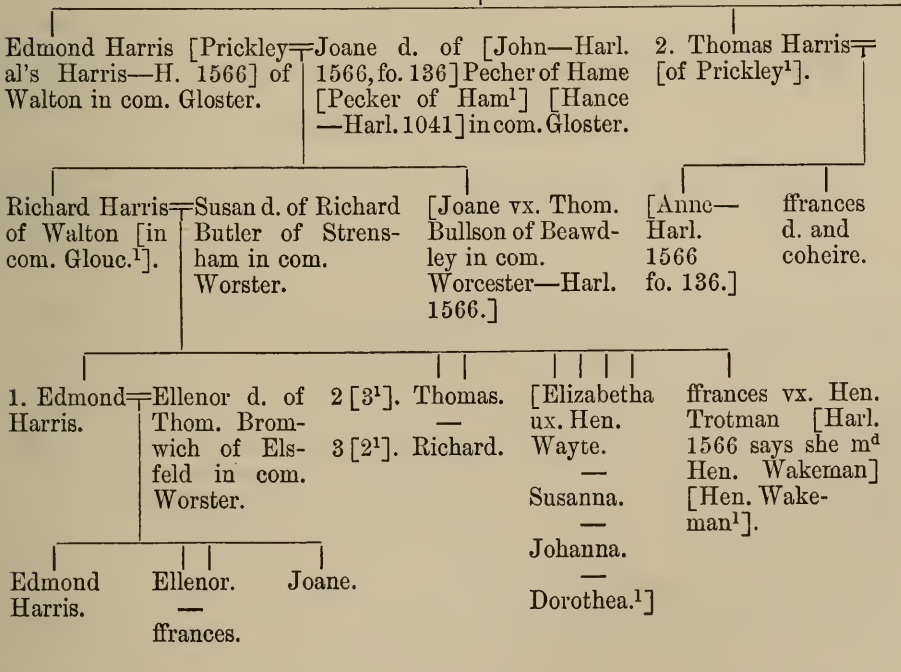 Edmond Harris [Prickley
al's Harris—H. 1566] of
Walton in com. Gloster.
Joane d. of [John—Harl.
1566, fo. 136] Pecher of Hame
[Pecker of Ham¹] [Hance
—Harl. 1041] in com. Gloster.
2. Thomas Harris
[of Prickley¹].
Richard Harris
of Walton [in
com. Glouc.¹].
Susan d. of Richard
Butler of Strens-
ham in com.
Worster.
[Joane vx. Thom.
Bullson of Beawd-
ley in com.
Worcester—Harl.
1566.]
[Anne—
Harl.
1566
fo. 136.]
ffrances
d. and
coheire.
1. Edmond
Harris.
Ellenor d. of
Thom. Brom-
wich of Els-
feld in com.
Worster.
2 [3¹]. Thomas.
—
3 [2¹]. Richard.
[Elizabetha
ux. Hen.
Wayte.
—
Susanna.
—
Johanna.
—
Dorothea.¹]
ffrances vx. Hen.
Trotman [Harl.
1566 says she mᵈ
Hen. Wakeman]
[Hen. Wake-
man¹].
Edmond
Harris.
Ellenor.
—
ffrances.
Joane.